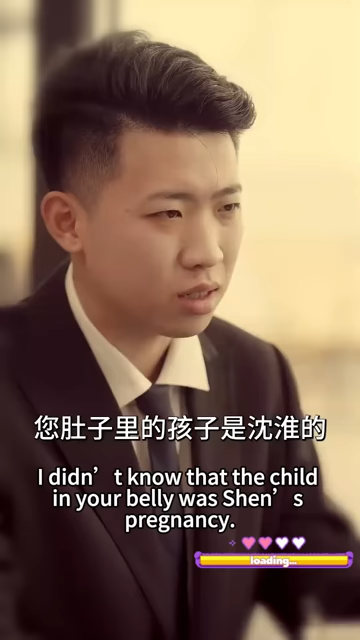 您肚子里的孩子是沈淮的
I didn’t know that the child
in your belly was Shen’s
pregnancy.
loading...